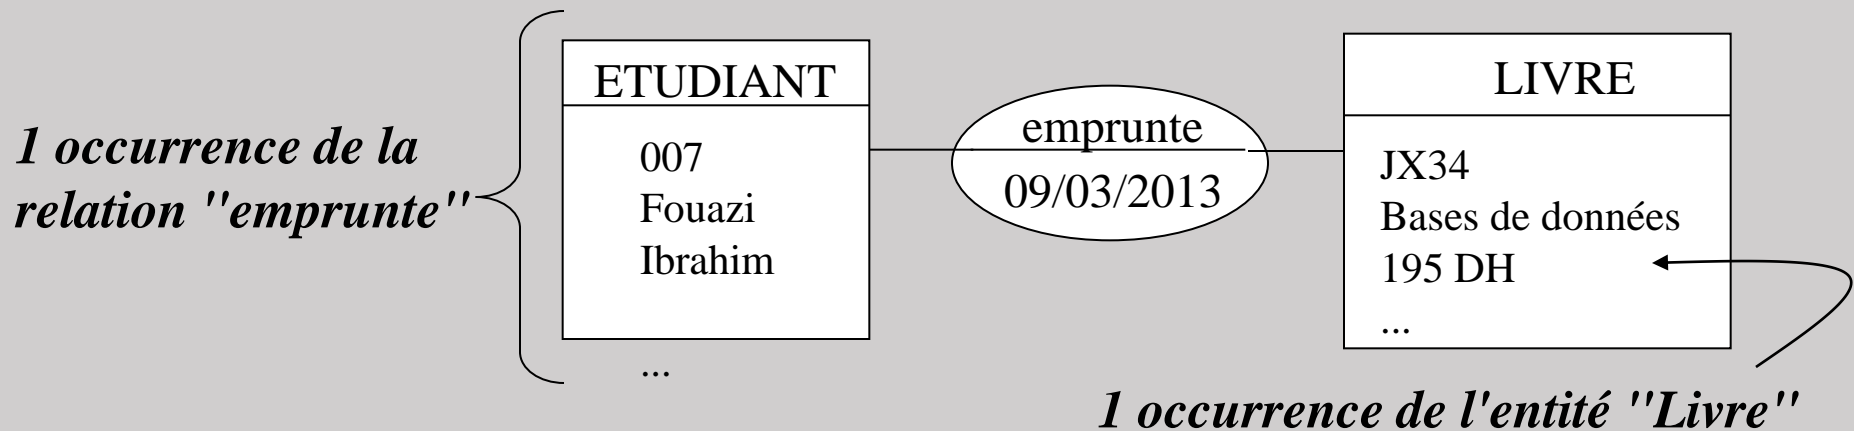 1 occurrence de la
relation "emprunte"
ETUDIANT
007
Fouazi
Ibrahim
...
emprunte
09/03/2013
LIVRE
JX34
Bases de données
195 DH
...
1 occurrence de l'entité "Livre"